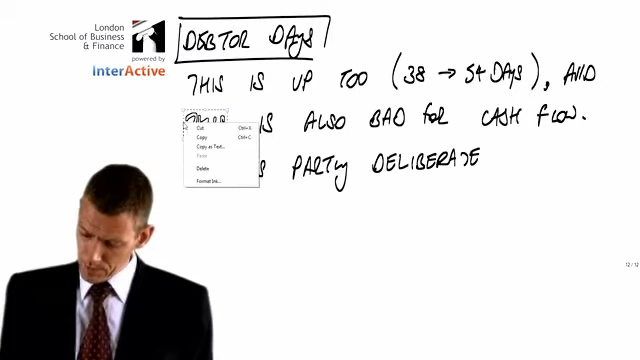 London
School of Business
& Finance
powered by
InterActive
DEBTOR DAYS
THIS IS UP TOO (38 → 54 DAYS), AND
IS ALSO BAD FOR CASH FLOW.
Cut Ctrl+X
Copy Ctrl+C
Copy as Text...
Paste
Delete
Format Ink...
PARTLY DELIBERATE
12 / 12